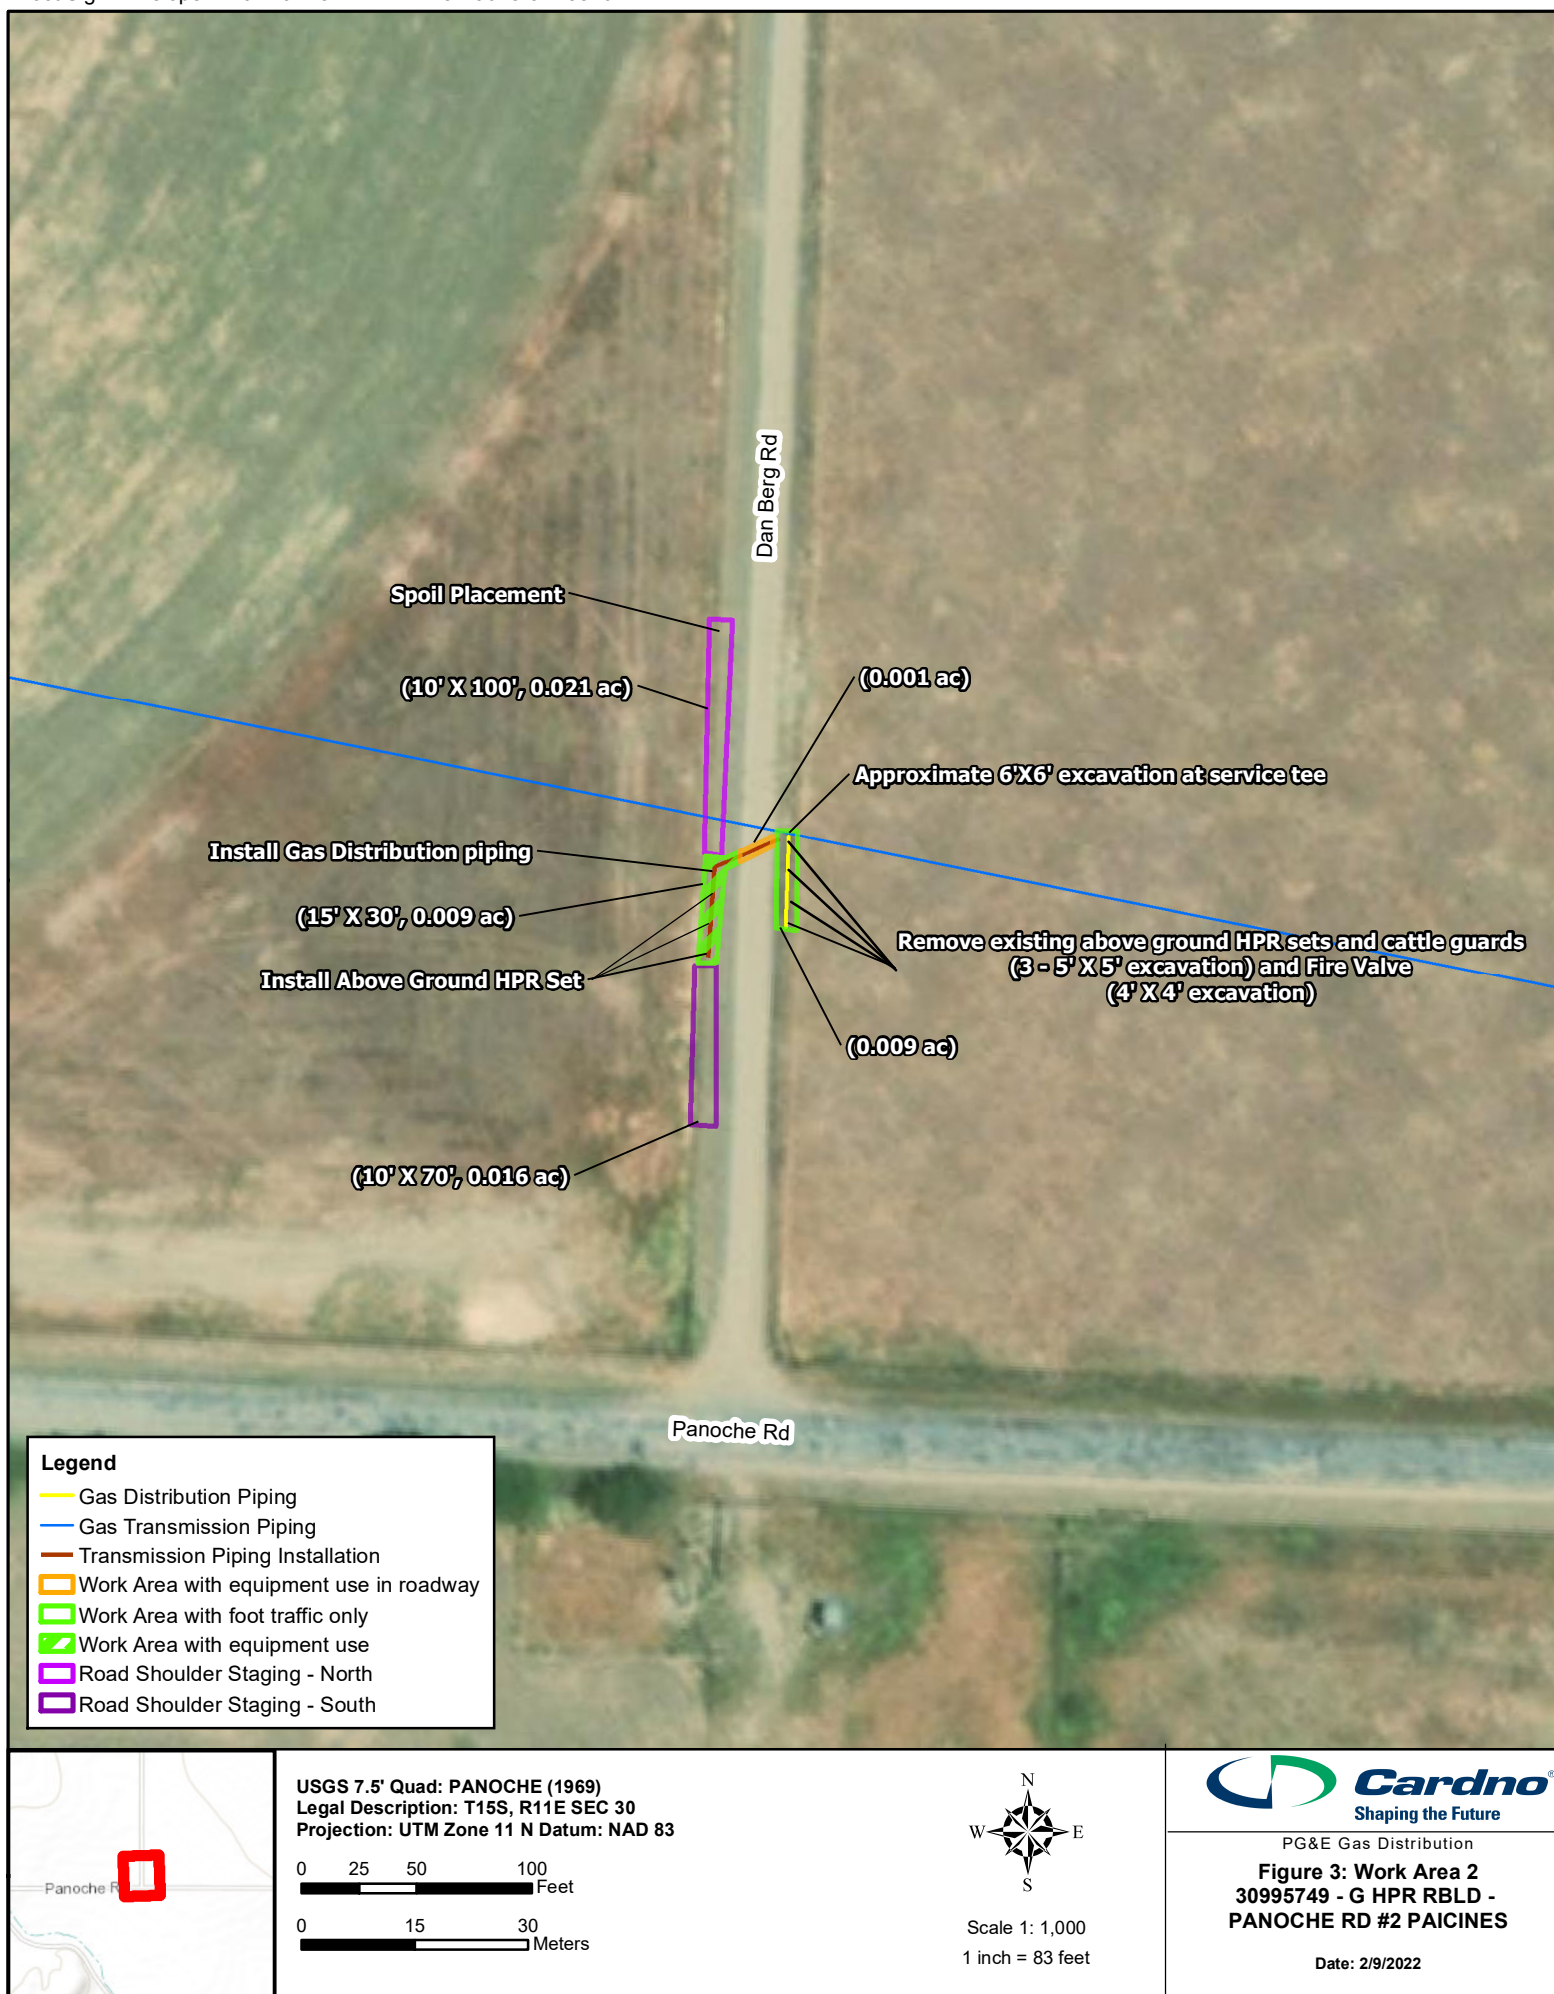 Dan Berg Rd
Spoil Placement
(10' X 100', 0.021 ac)
(0.001 ac)
Approximate 6'X6' excavation at service tee
Install Gas Distribution piping
(15' X 30', 0.009 ac)
Install Above Ground HPR Set
Remove existing above ground HPR sets and cattle guards
(3 - 5' X 5' excavation) and Fire Valve
(4' X 4' excavation)
(0.009 ac)
(10' X 70', 0.016 ac)
Panoche Rd
Legend
Gas Distribution Piping
Gas Transmission Piping
Transmission Piping Installation
Work Area with equipment use in roadway
Work Area with foot traffic only
Work Area with equipment use
Road Shoulder Staging - North
Road Shoulder Staging - South
Panoche R
USGS 7.5' Quad: PANOCHE (1969)
Legal Description: T15S, R11E SEC 30
Projection: UTM Zone 11 N Datum: NAD 83
0 25 50 100
Feet
0 15 30
Meters
N
W E
S
Scale 1: 1,000
1 inch = 83 feet
Cardno®
Shaping the Future
PG&E Gas Distribution
Figure 3: Work Area 2
30995749 - G HPR RBLD -
PANOCHE RD #2 PAICINES
Date: 2/9/2022